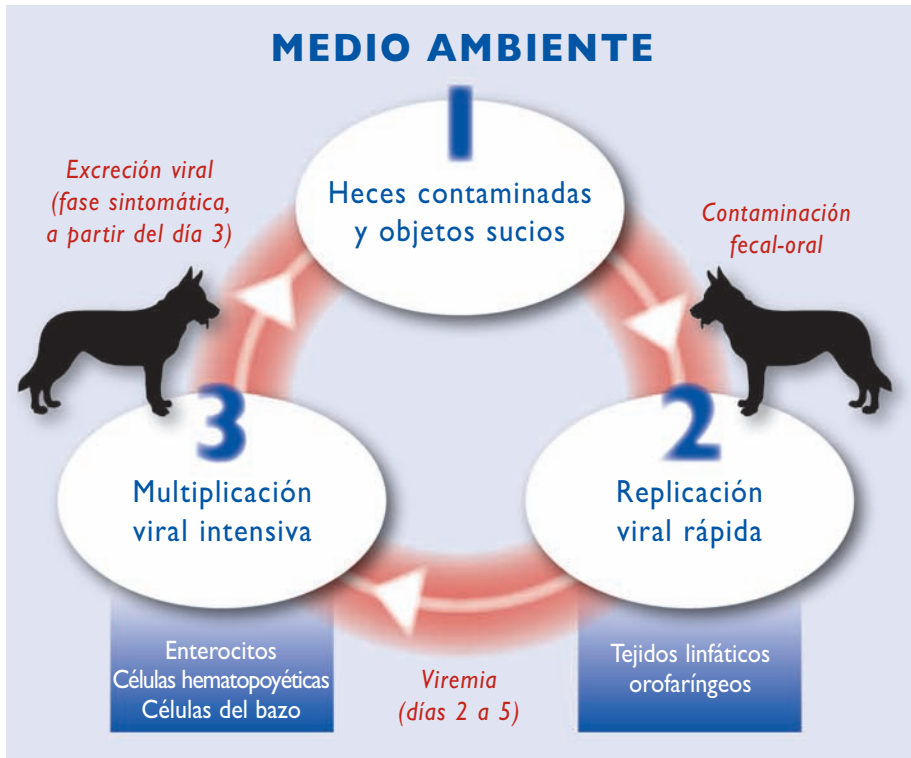 MEDIO AMBIENTE
1
Heces contaminadas
y objetos sucios
Contaminación
fecal-oral
2
Replicación
viral rápida
Tejidos linfáticos
orofaríngeos
Viremia
(días 2 a 5)
3
Multiplicación
viral intensiva
Enterocitos
Células hematopoyéticas
Células del bazo
Excreción viral
(fase sintomática,
a partir del día 3)